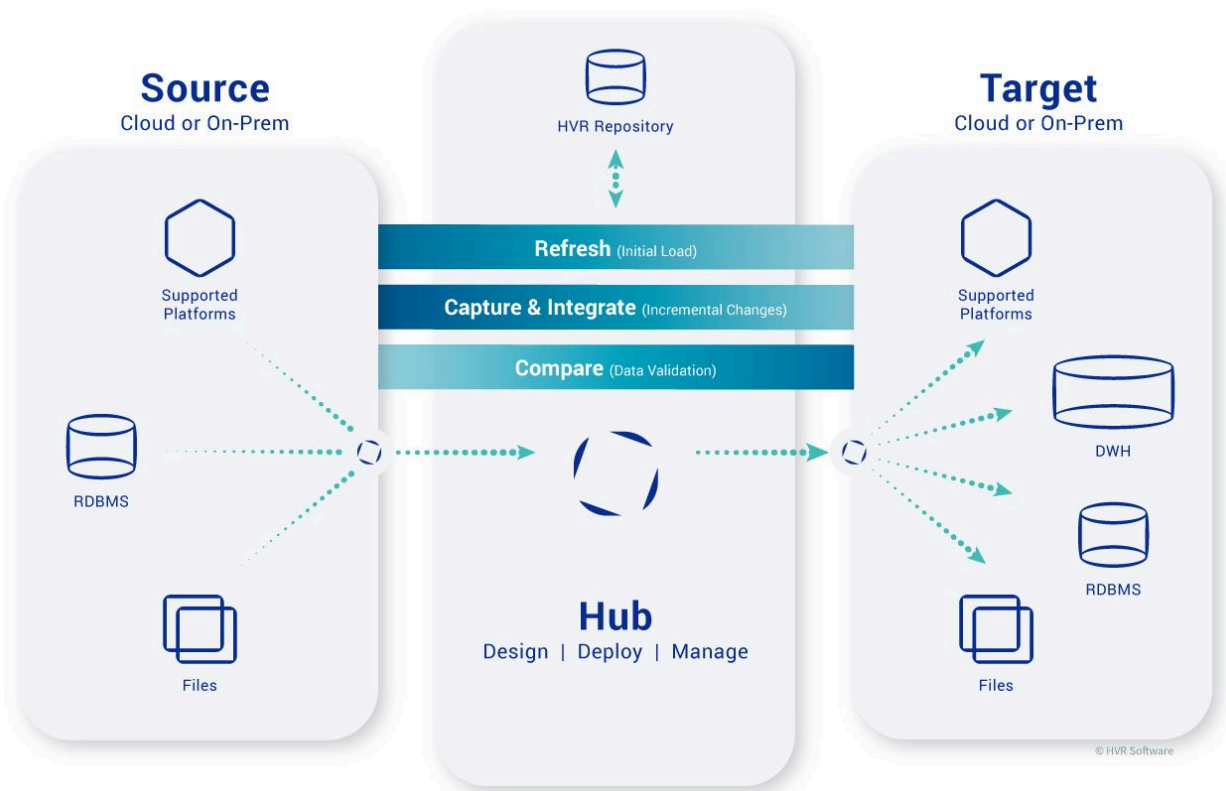 Source
Cloud or On-Prem
Supported
Platforms
RDBMS
Files
HVR Repository
Refresh (Initial Load)
Capture & Integrate (Incremental Changes)
Compare (Data Validation)
Hub
Design | Deploy | Manage
Target
Cloud or On-Prem
Supported
Platforms
DWH
RDBMS
Files
© HVR Software